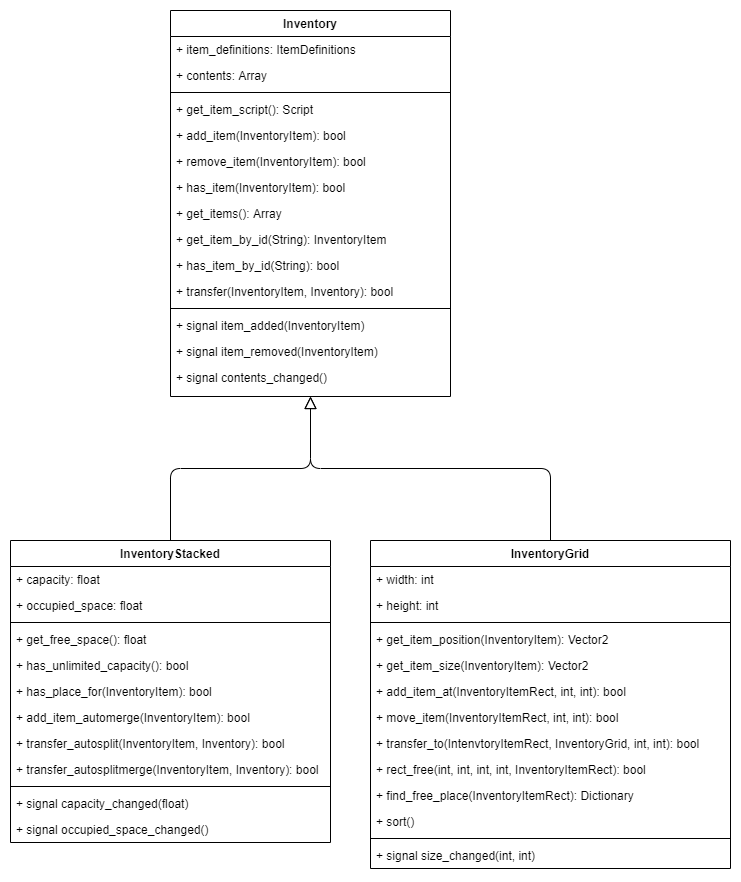 Inventory
+ item_definitions: ItemDefinitions
+ contents: Array
+ get_item_script(): Script
+ add_item(InventoryItem): bool
+ remove_item(InventoryItem): bool
+ has_item(InventoryItem): bool
+ get_items(): Array
+ get_item_by_id(String): InventoryItem
+ has_item_by_id(String): bool
+ transfer(InventoryItem, Inventory): bool
+ signal item_added(InventoryItem)
+ signal item_removed(InventoryItem)
+ signal contents_changed()
InventoryStacked
+ capacity: float
+ occupied_space: float
+ get_free_space(): float
+ has_unlimited_capacity(): bool
+ has_place_for(InventoryItem): bool
+ add_item_automerge(InventoryItem): bool
+ transfer_autosplit(InventoryItem, Inventory): bool
+ transfer_autosplitmerge(InventoryItem, Inventory): bool
+ signal capacity_changed(float)
+ signal occupied_space_changed()
InventoryGrid
+ width: int
+ height: int
+ get_item_position(InventoryItem): Vector2
+ get_item_size(InventoryItem): Vector2
+ add_item_at(InventoryItemRect, int, int): bool
+ move_item(InventoryItemRect, int, int): bool
+ transfer_to(IntenvtoryItemRect, InventoryGrid, int, int): bool
+ rect_free(int, int, int, int, InventoryItemRect): bool
+ find_free_place(InventoryItemRect): Dictionary
+ sort()
+ signal size_changed(int, int)